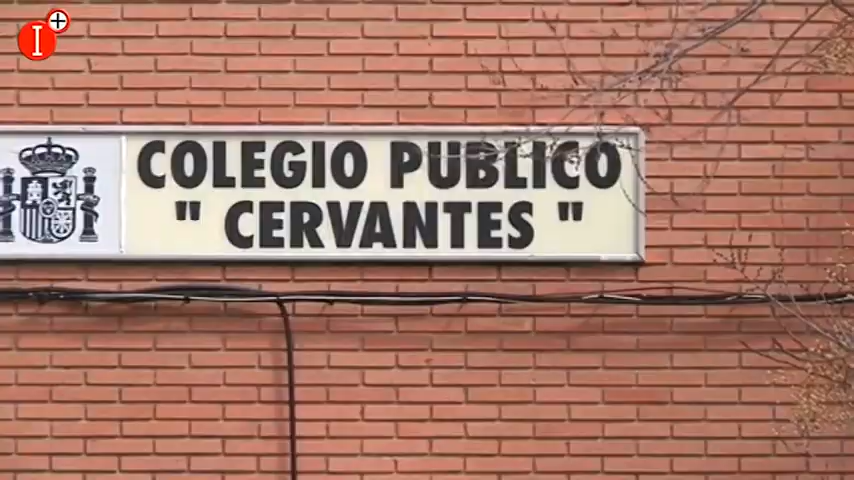 I+
COLEGIO PUBLICO
" CERVANTES "